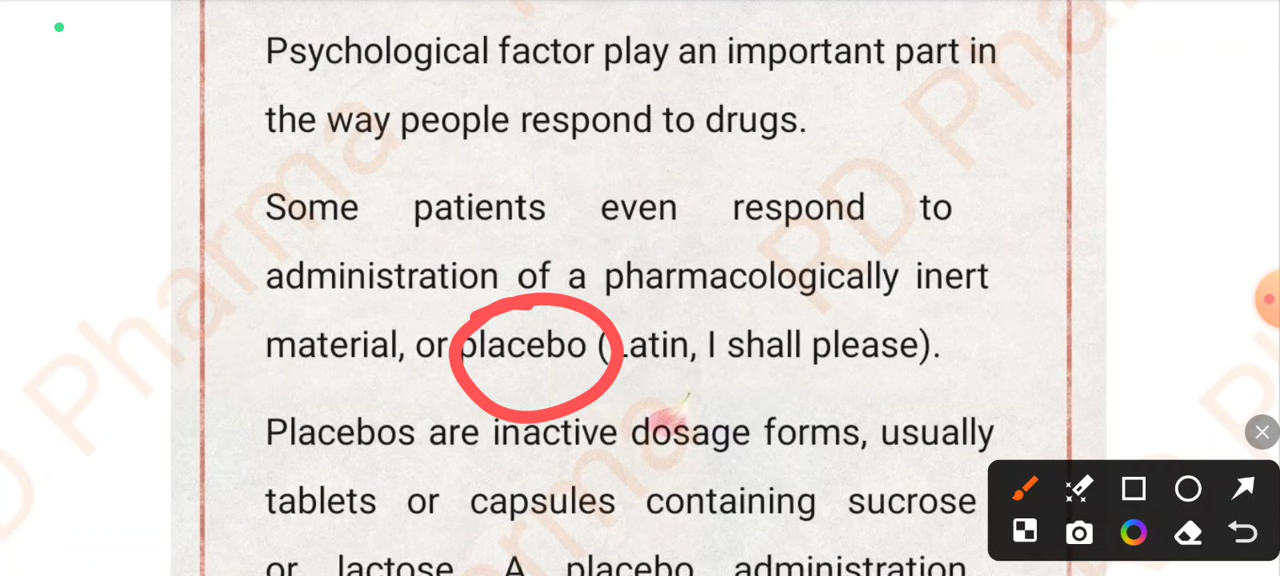 Psychological factor play an important part in
the way people respond to drugs.
Some patients even respond to
administration of a pharmacologically inert
material, or placebo (Latin, I shall please).
Placebos are inactive dosage forms, usually
tablets or capsules containing sucrose
or lactose. A placebo administration